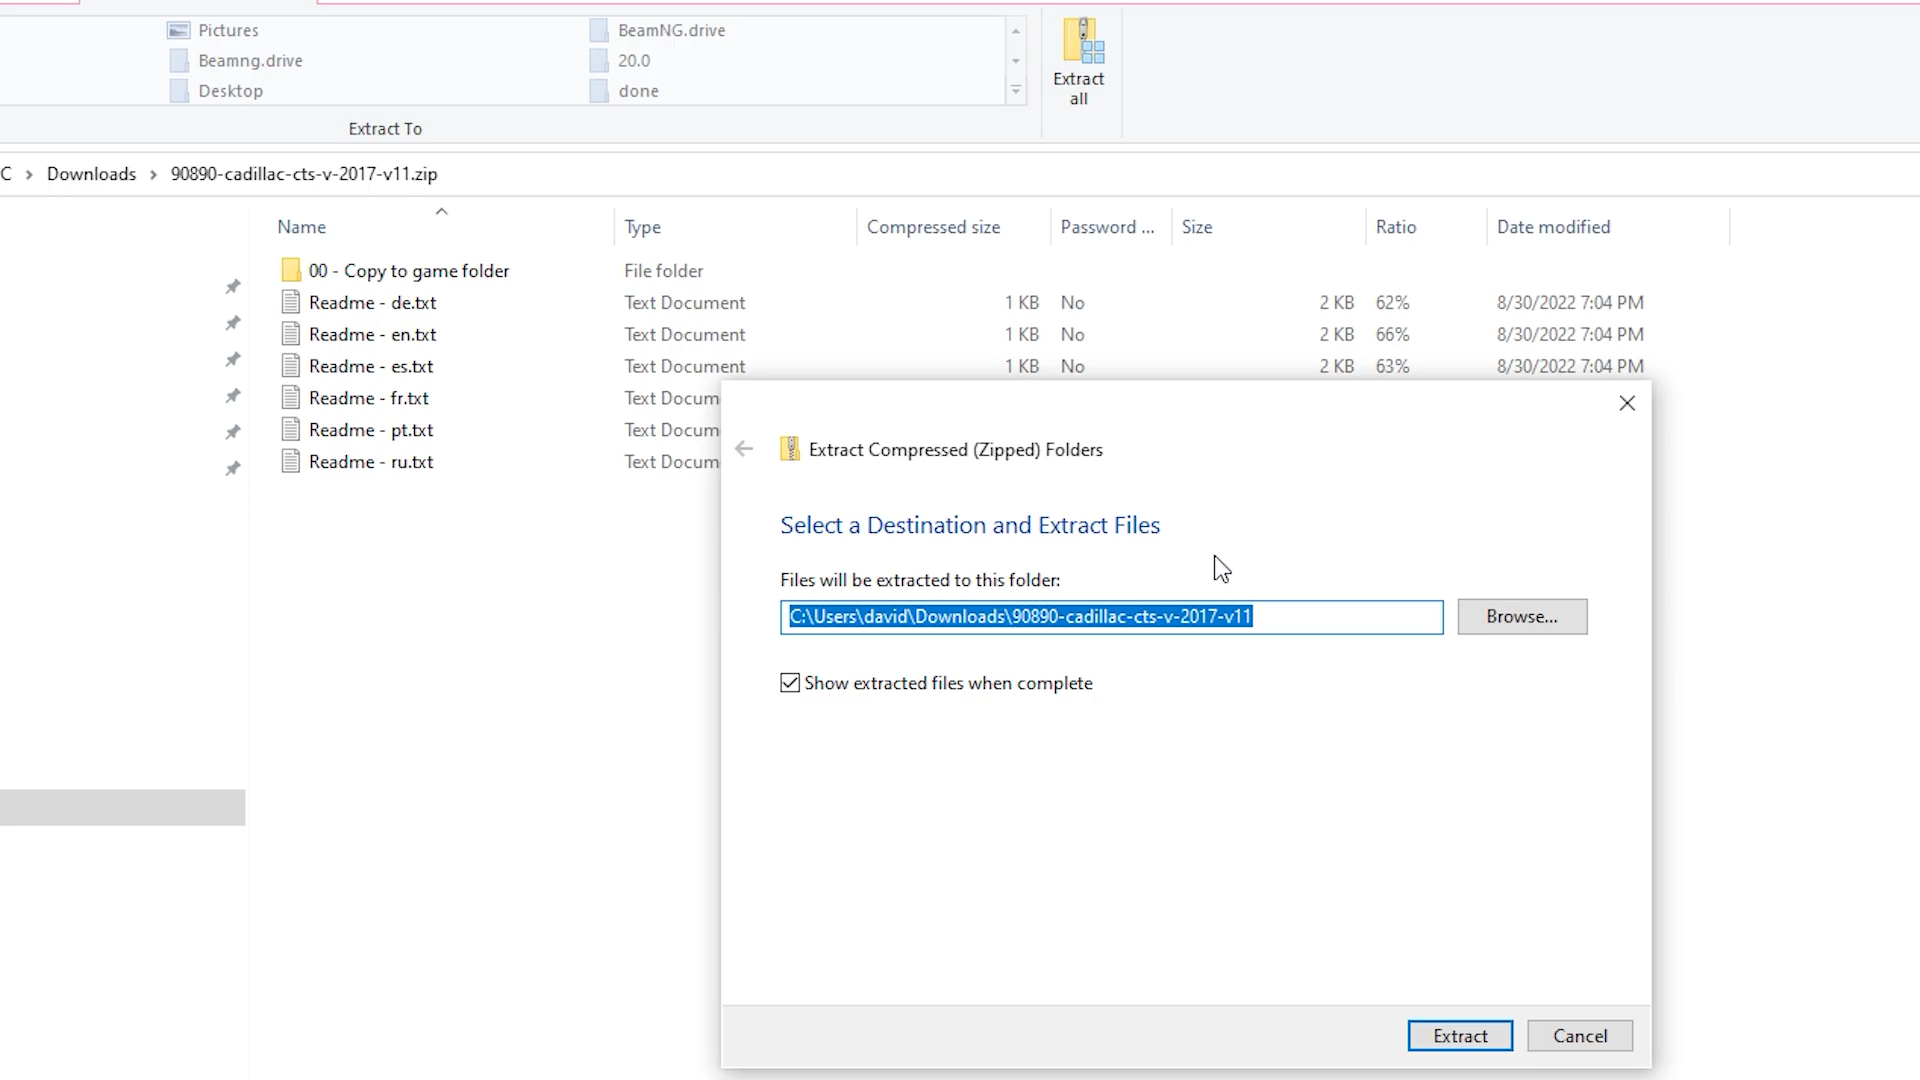 Pictures BeamNG.drive
Beamng.drive 20.0
Desktop done
Extract all
Extract To
C > Downloads > 90890-cadillac-cts-v-2017-v11.zip
Name Type Compressed size Password ... Size Ratio Date modified
00 - Copy to game folder File folder
Readme - de.txt Text Document 1 KB No 2 KB 62% 8/30/2022 7:04 PM
Readme - en.txt Text Document 1 KB No 2 KB 66% 8/30/2022 7:04 PM
Readme - es.txt Text Document 1 KB No 2 KB 63% 8/30/2022 7:04 PM
Readme - fr.txt Text Docum
Readme - pt.txt Text Docum
Readme - ru.txt Text Docum
Extract Compressed (Zipped) Folders
Select a Destination and Extract Files
Files will be extracted to this folder:
C:\Users\david\Downloads\90890-cadillac-cts-v-2017-v11 Browse...
Show extracted files when complete
Extract Cancel